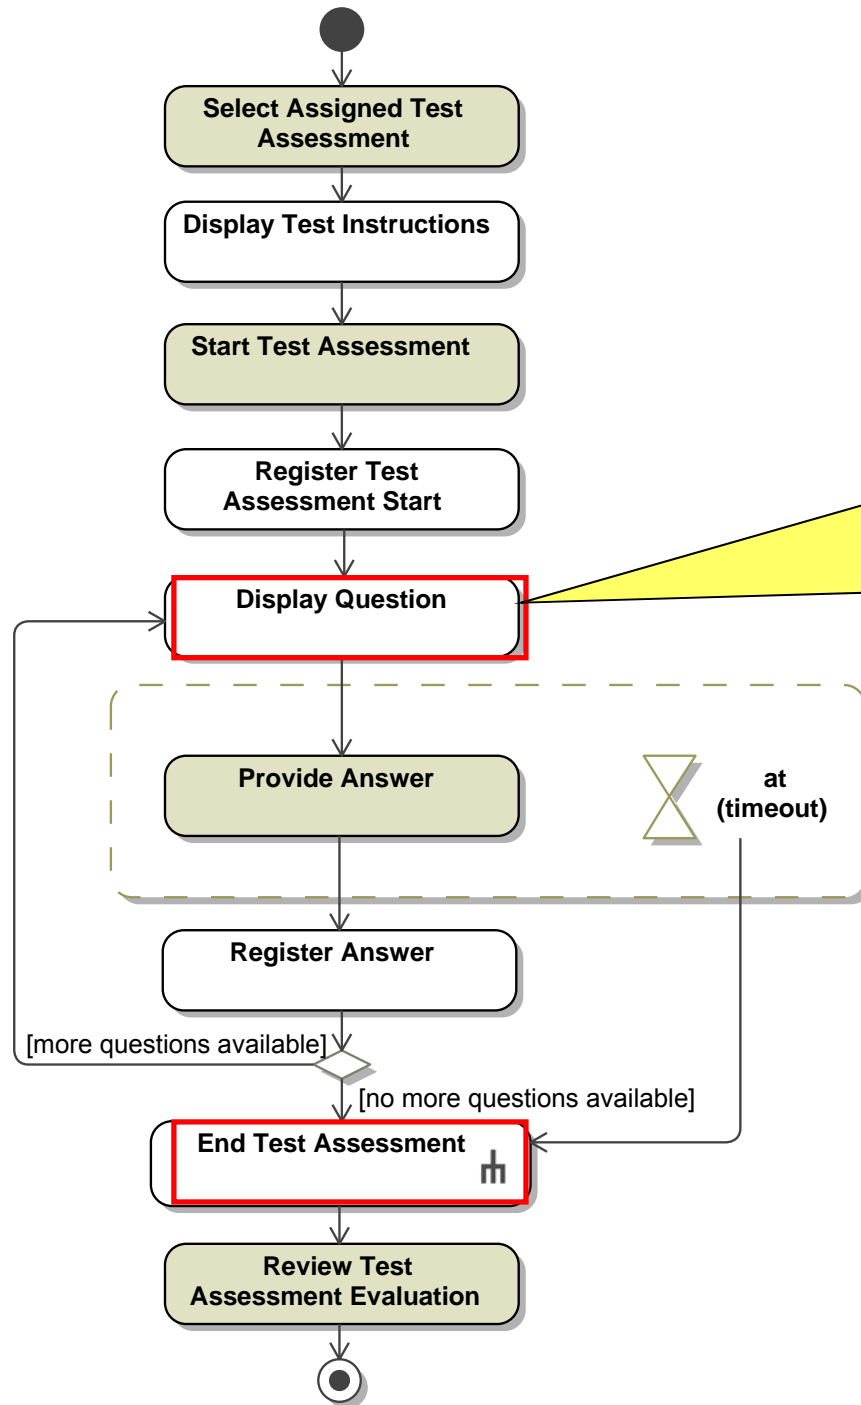 Select Assigned Test
Assessment
Display Test Instructions
Start Test Assessment
Register Test
Assessment Start
Display Question
Provide Answer
at
(timeout)
Register Answer
[more questions available]
[no more questions available]
End Test Assessment
Review Test
Assessment Evaluation